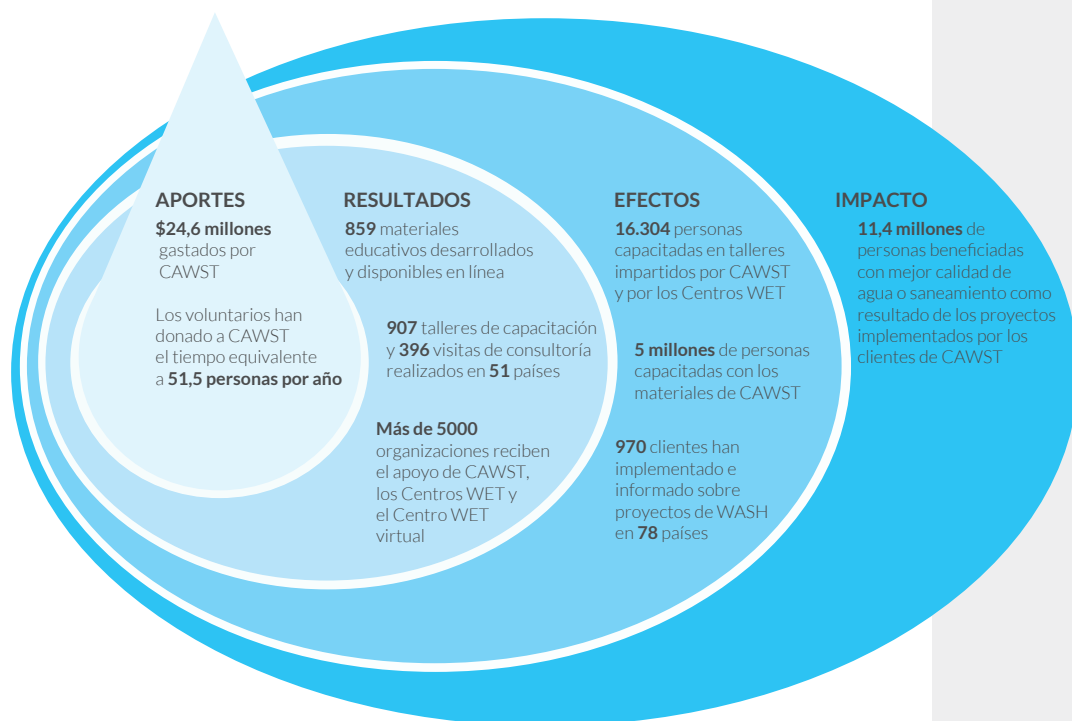 APORTES
$24,6 millones
gastados por
CAWST
Los voluntarios han
donado a CAWST
el tiempo equivalente
a 51,5 personas por año
RESULTADOS
859 materiales
educativos desarrollados
y disponibles en línea
907 talleres de capacitación
y 396 visitas de consultoría
realizados en 51 países
Más de 5000
organizaciones reciben
el apoyo de CAWST,
los Centros WET y
el Centro WET
virtual
EFECTOS
16.304 personas
capacitadas en talleres
impartidos por CAWST
y por los Centros WET
5 millones de personas
capacitadas con los
materiales de CAWST
970 clientes han
implementado e
informado sobre
proyectos de WASH
en 78 países
IMPACTO
11,4 millones de
personas beneficiadas
con mejor calidad de
agua o saneamiento como
resultado de los proyectos
implementados por los
clientes de CAWST